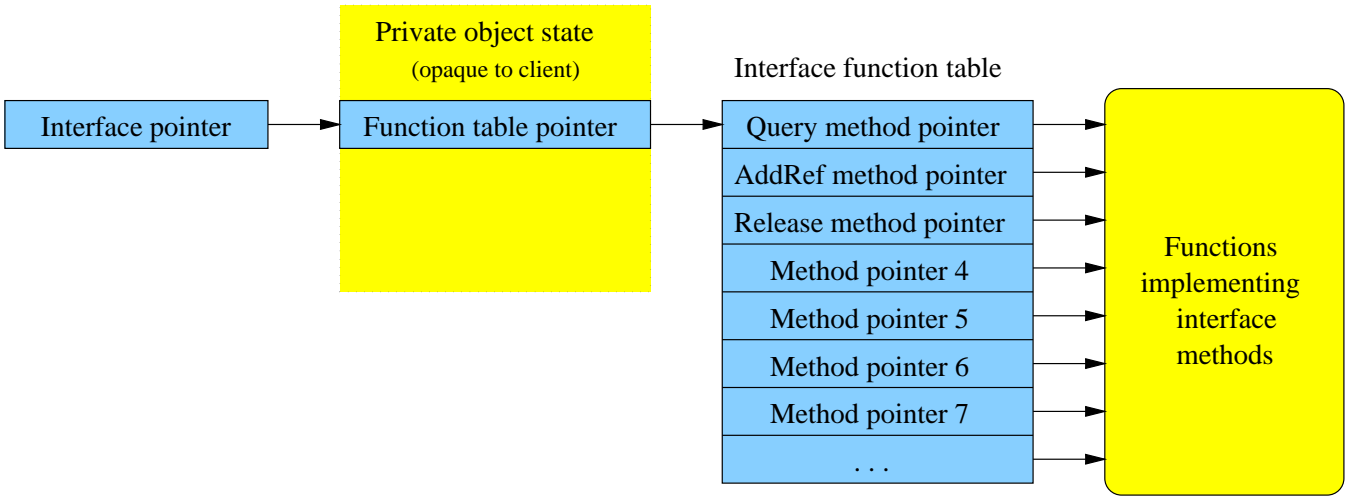 Private object state
(opaque to client)
Interface function table
Interface pointer
Function table pointer
Query method pointer
AddRef method pointer
Release method pointer
Method pointer 4
Method pointer 5
Method pointer 6
Method pointer 7
. . .
Functions
implementing
interface
methods